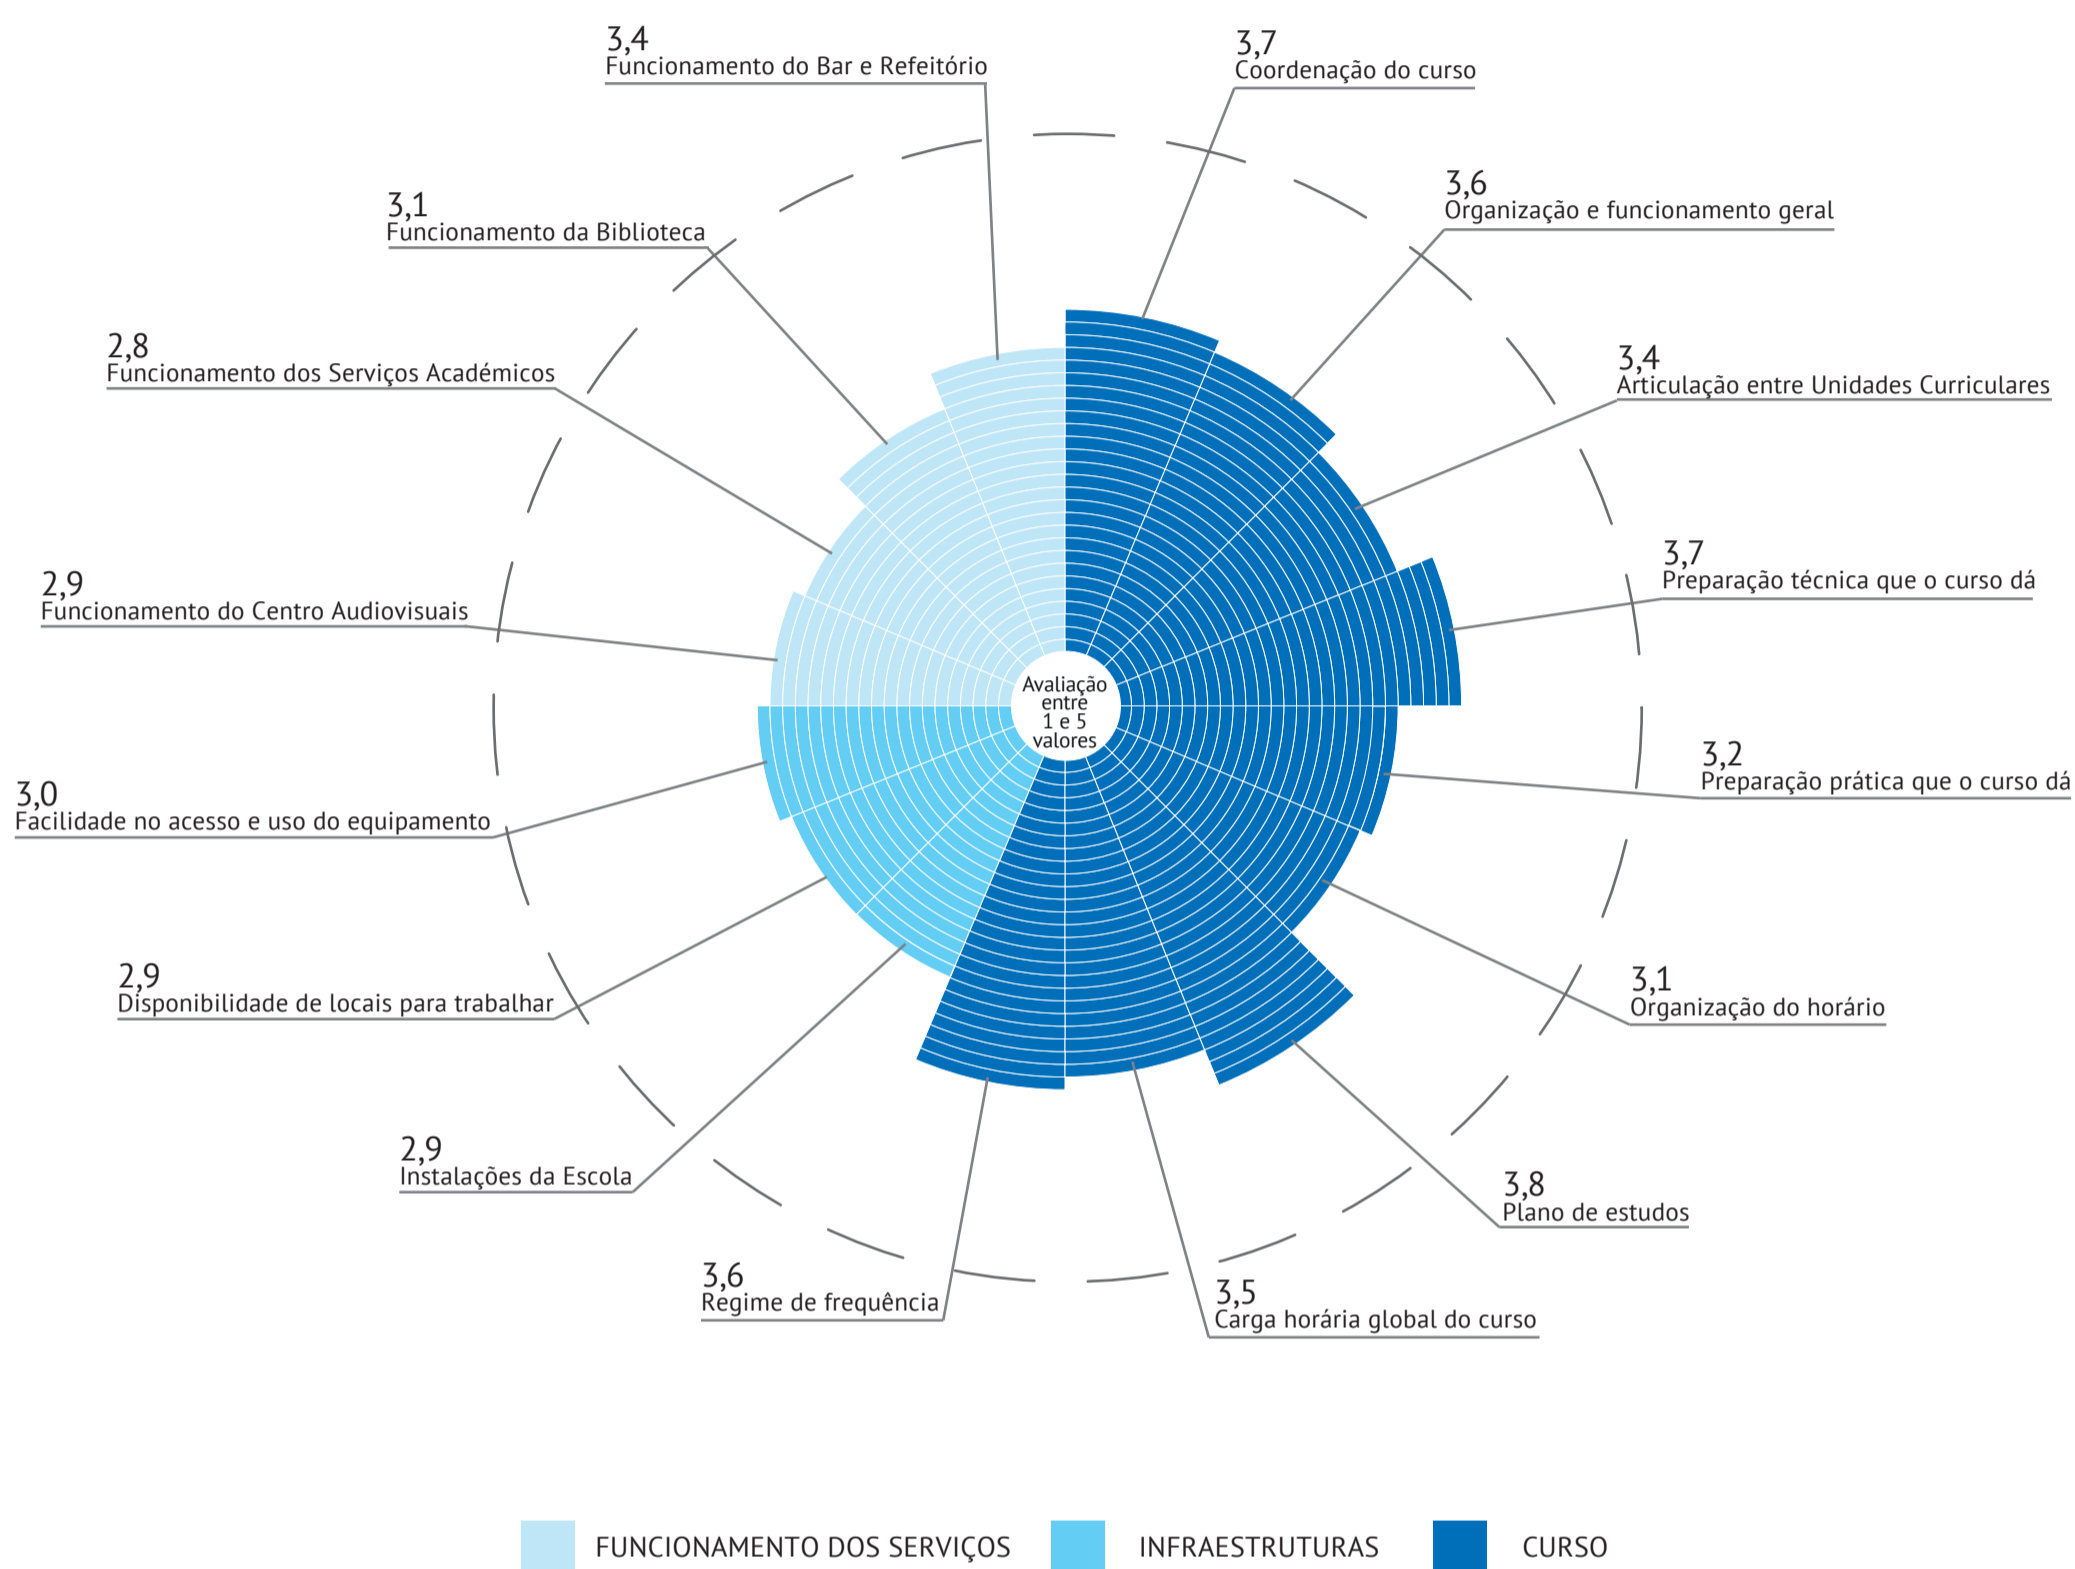 3,4
Funcionamento do Bar e Refeitório
3,7
Coordenação do curso
3,6
Organização e funcionamento geral
3,1
Funcionamento da Biblioteca
3,4
Articulação entre Unidades Curriculares
2,8
Funcionamento dos Serviços Académicos
3,7
Preparação técnica que o curso dá
2,9
Funcionamento do Centro Audiovisuais
Avaliação
entre
1 e 5
valores
3,2
Preparação prática que o curso dá
3,0
Facilidade no acesso e uso do equipamento
3,1
Organização do horário
2,9
Disponibilidade de locais para trabalhar
2,9
Instalações da Escola
3,8
Plano de estudos
3,6
Regime de frequência
3,5
Carga horária global do curso
FUNCIONAMENTO DOS SERVIÇOS
INFRAESTRUTURAS
CURSO